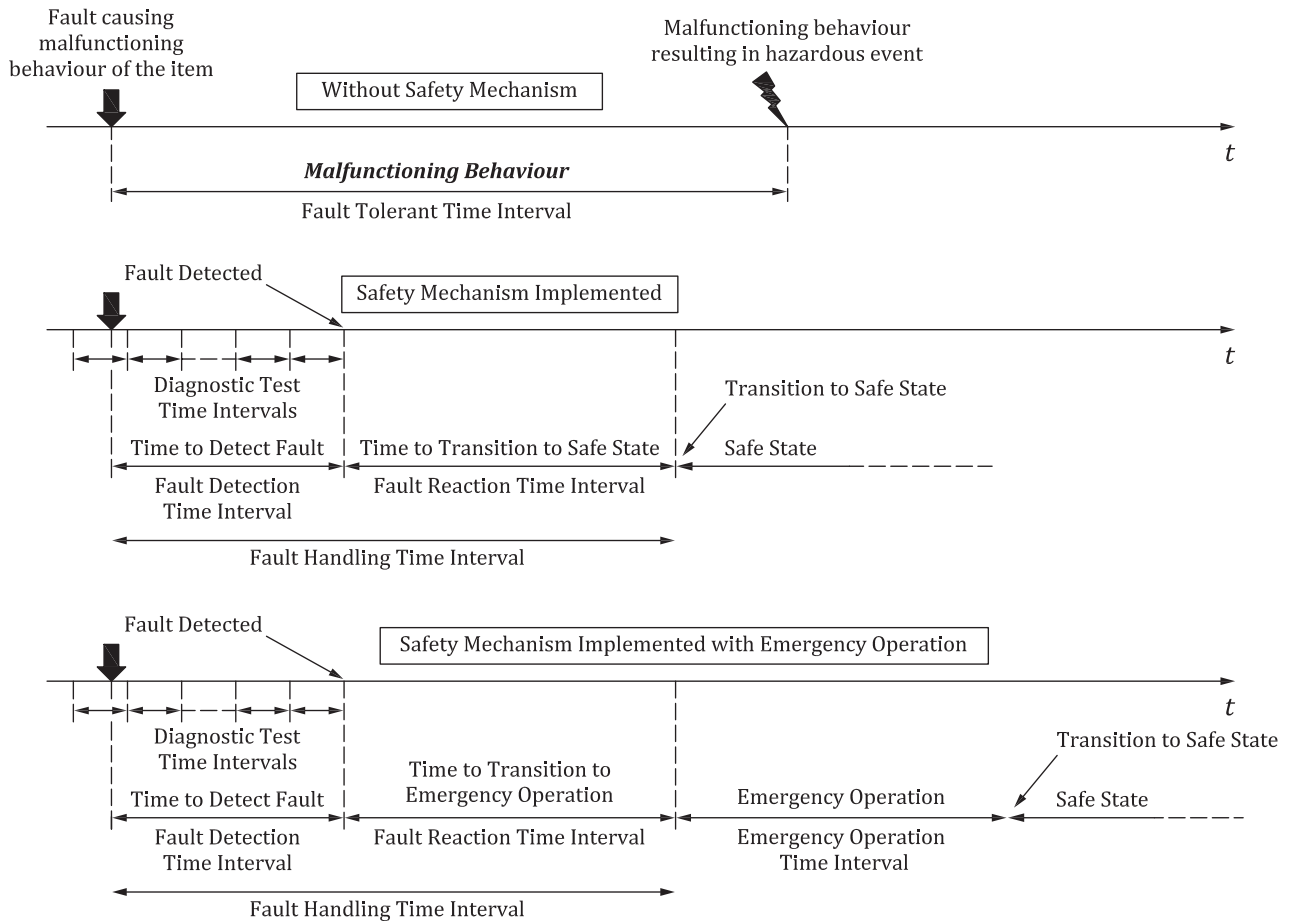 Fault causing
malfunctioning
behaviour of the item
Malfunctioning behaviour
resulting in hazardous event
Without Safety Mechanism
t
Malfunctioning Behaviour
Fault Tolerant Time Interval
Fault Detected
Safety Mechanism Implemented
t
Diagnostic Test
Time Intervals
Transition to Safe State
Time to Detect Fault
Time to Transition to Safe State
Safe State
Fault Detection
Time Interval
Fault Reaction Time Interval
Fault Handling Time Interval
Fault Detected
Safety Mechanism Implemented with Emergency Operation
t
Diagnostic Test
Time Intervals
Transition to Safe State
Time to Detect Fault
Time to Transition to
Emergency Operation
Emergency Operation
Safe State
Fault Detection
Time Interval
Fault Reaction Time Interval
Emergency Operation
Time Interval
Fault Handling Time Interval